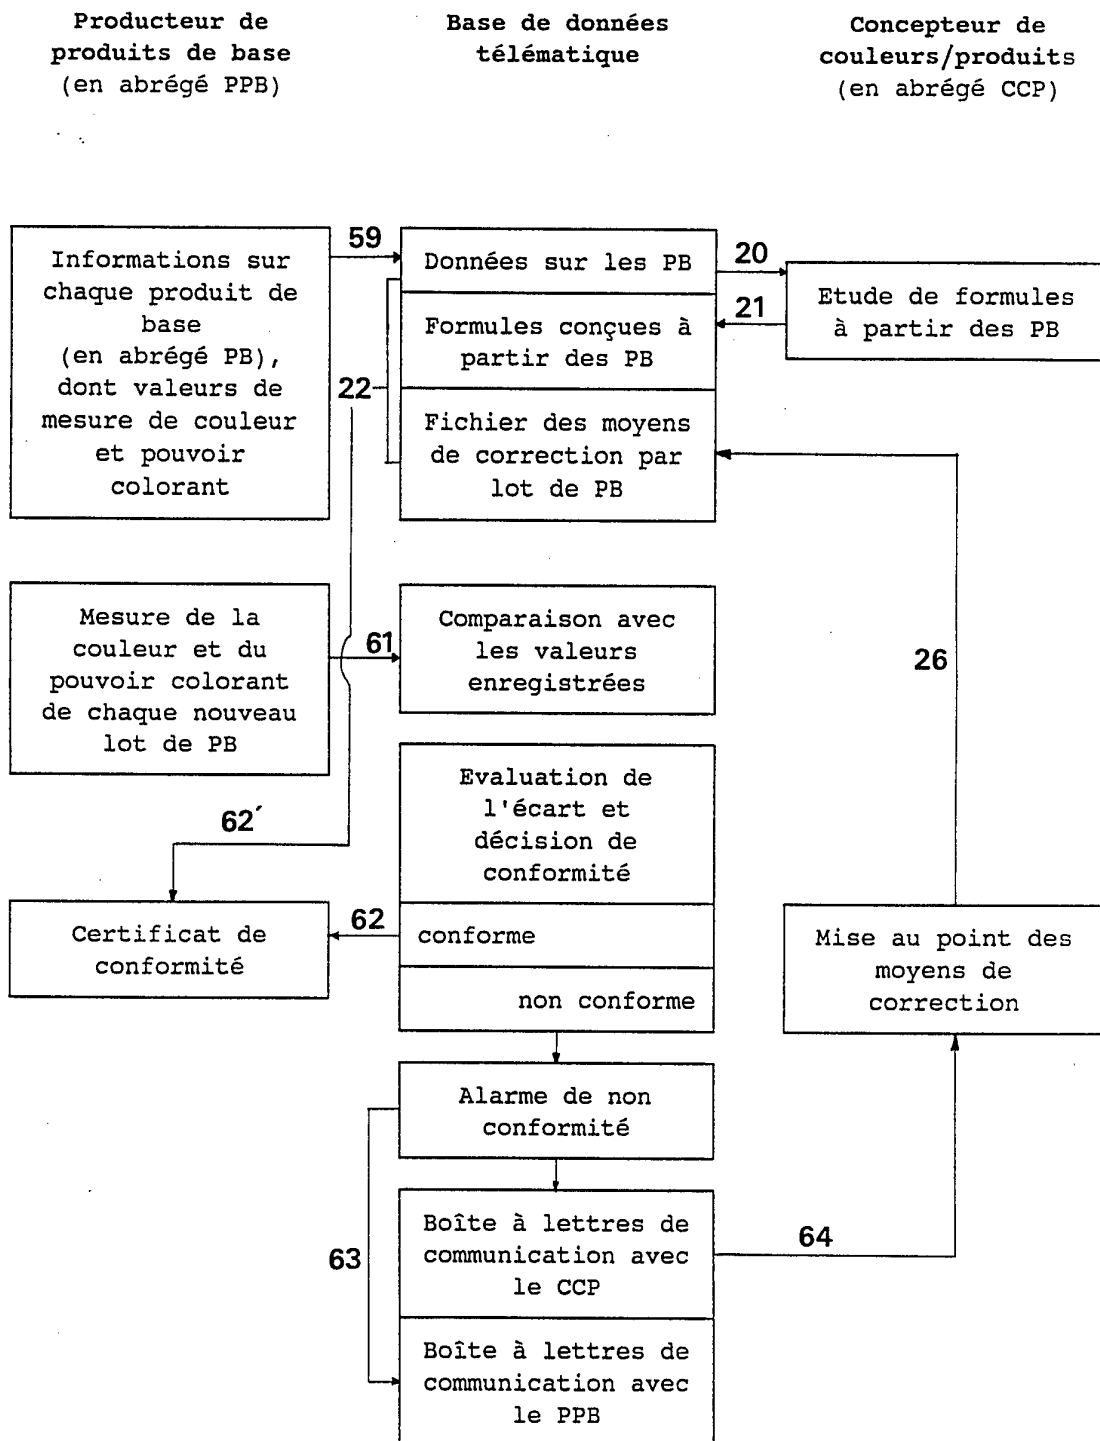 Producteur de
produits de base
(en abrégé PPB)
Base de données
télématique
Concepteur de
couleurs/produits
(en abrégé CCP)
Informations sur
chaque produit de
base
(en abrégé PB),
dont valeurs de
mesure de couleur
et pouvoir
colorant
59
Données sur les PB
20
21
Formules conçues à
partir des PB
Etude de formules
à partir des PB
22
Fichier des moyens
de correction par
lot de PB
Mesure de la
couleur et du
pouvoir colorant
de chaque nouveau
lot de PB
61
Comparaison avec
les valeurs
enregistrées
26
Evaluation de
l'écart et
décision de
conformité
62´
Certificat de
conformité
62
conforme
non conforme
Mise au point des
moyens de
correction
Alarme de non
conformité
63
Boîte à lettres de
communication avec
le CCP
64
Boîte à lettres de
communication avec
le PPB